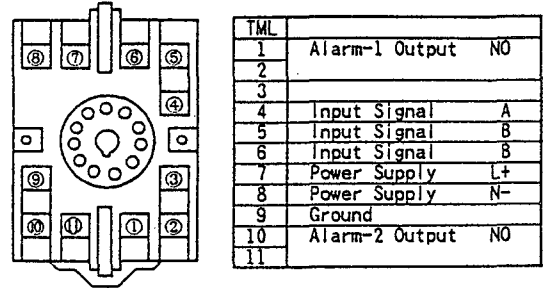 ⑧ ⑦ ⑥ ⑤
④
⑨ ③
⑩ ⑪ ① ②
TML
1 Alarm-1 Output NO
2
3
4 Input Signal A
5 Input Signal B
6 Input Signal B
7 Power Supply L+
8 Power Supply N-
9 Ground
10 Alarm-2 Output NO
11